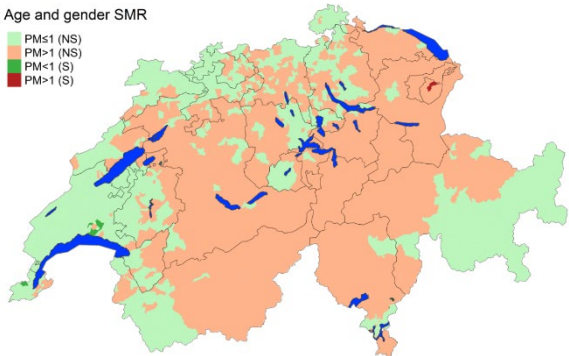 Age and gender SMR
PM≤1 (NS)
PM>1 (NS)
PM<1 (S)
PM>1 (S)